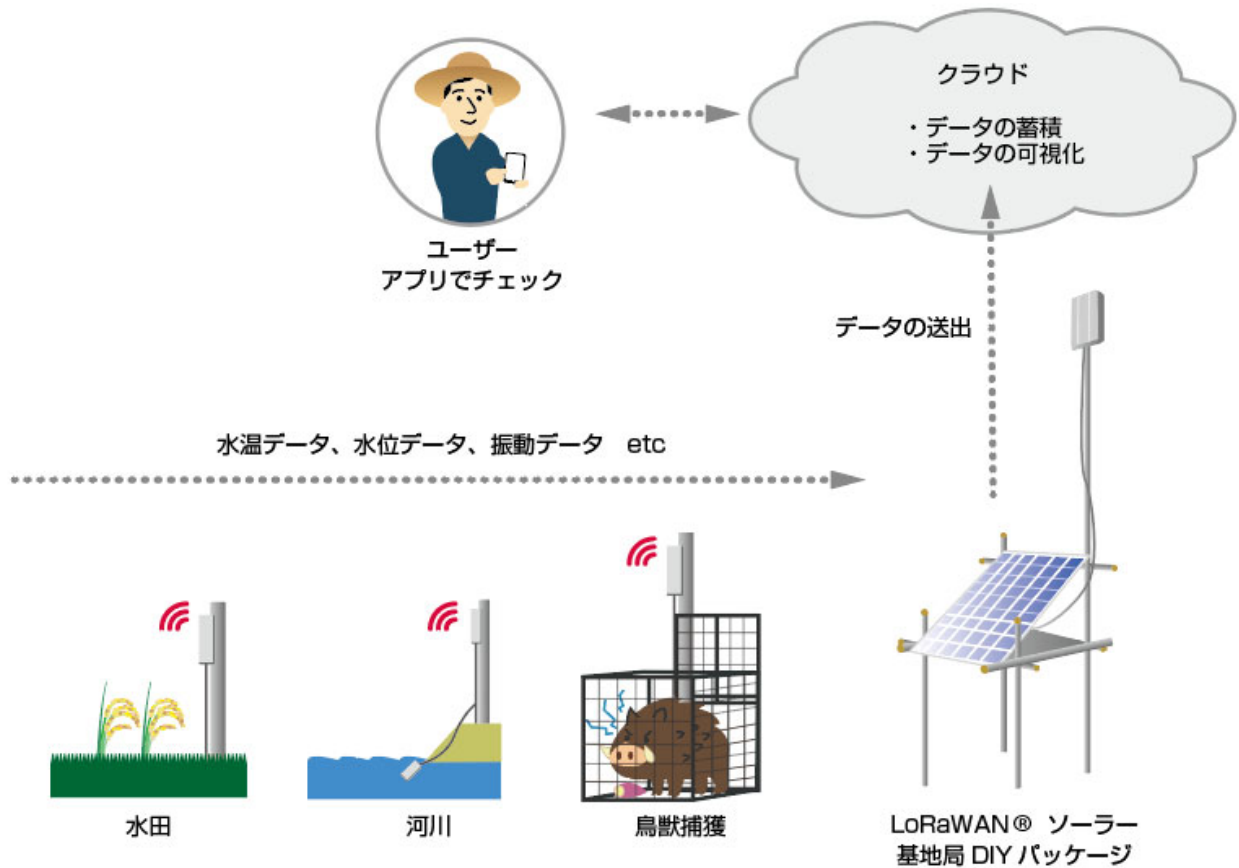 クラウド
・データの蓄積
・データの可視化
ユーザー
アプリでチェック
データの送出
水温データ、水位データ、振動データ　etc
水田
河川
鳥獣捕獲
LoRaWAN® ソーラー
基地局 DIY パッケージ